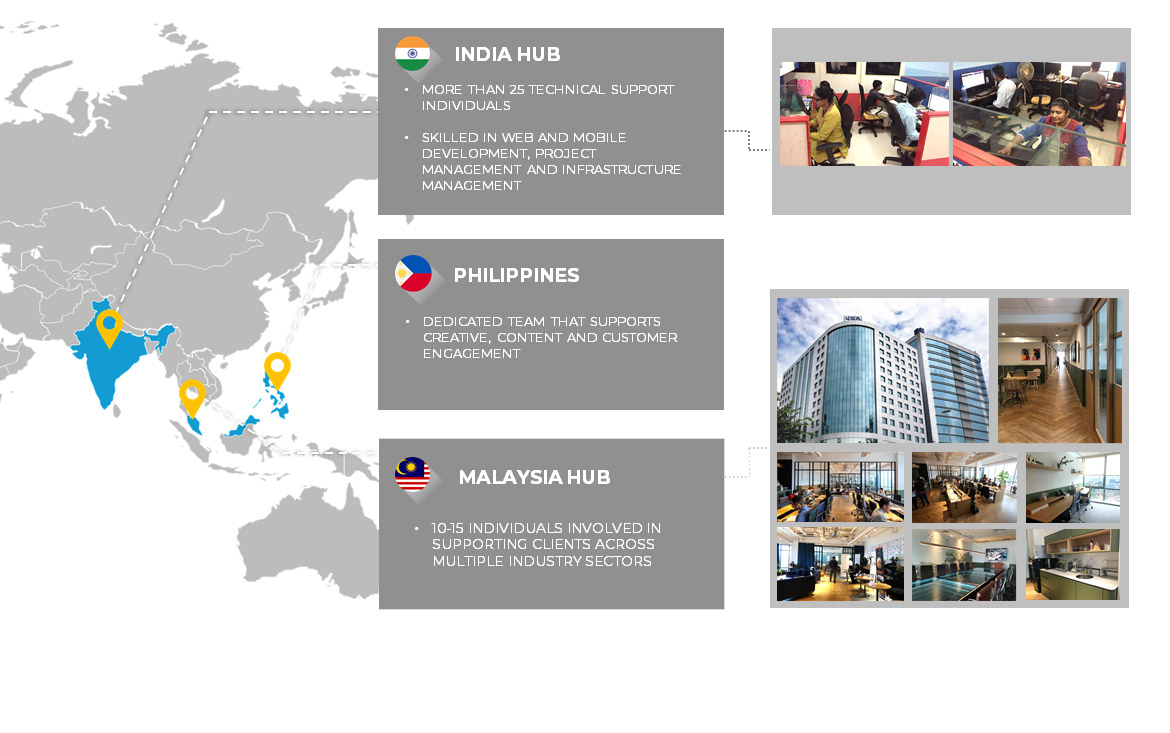 INDIA HUB
• MORE THAN 25 TECHNICAL SUPPORT
INDIVIDUALS
• SKILLED IN WEB AND MOBILE
DEVELOPMENT, PROJECT
MANAGEMENT AND INFRASTRUCTURE
MANAGEMENT
PHILIPPINES
• DEDICATED TEAM THAT SUPPORTS
CREATIVE, CONTENT AND CUSTOMER
ENGAGEMENT
MALAYSIA HUB
• 10-15 INDIVIDUALS INVOLVED IN
SUPPORTING CLIENTS ACROSS
MULTIPLE INDUSTRY SECTORS